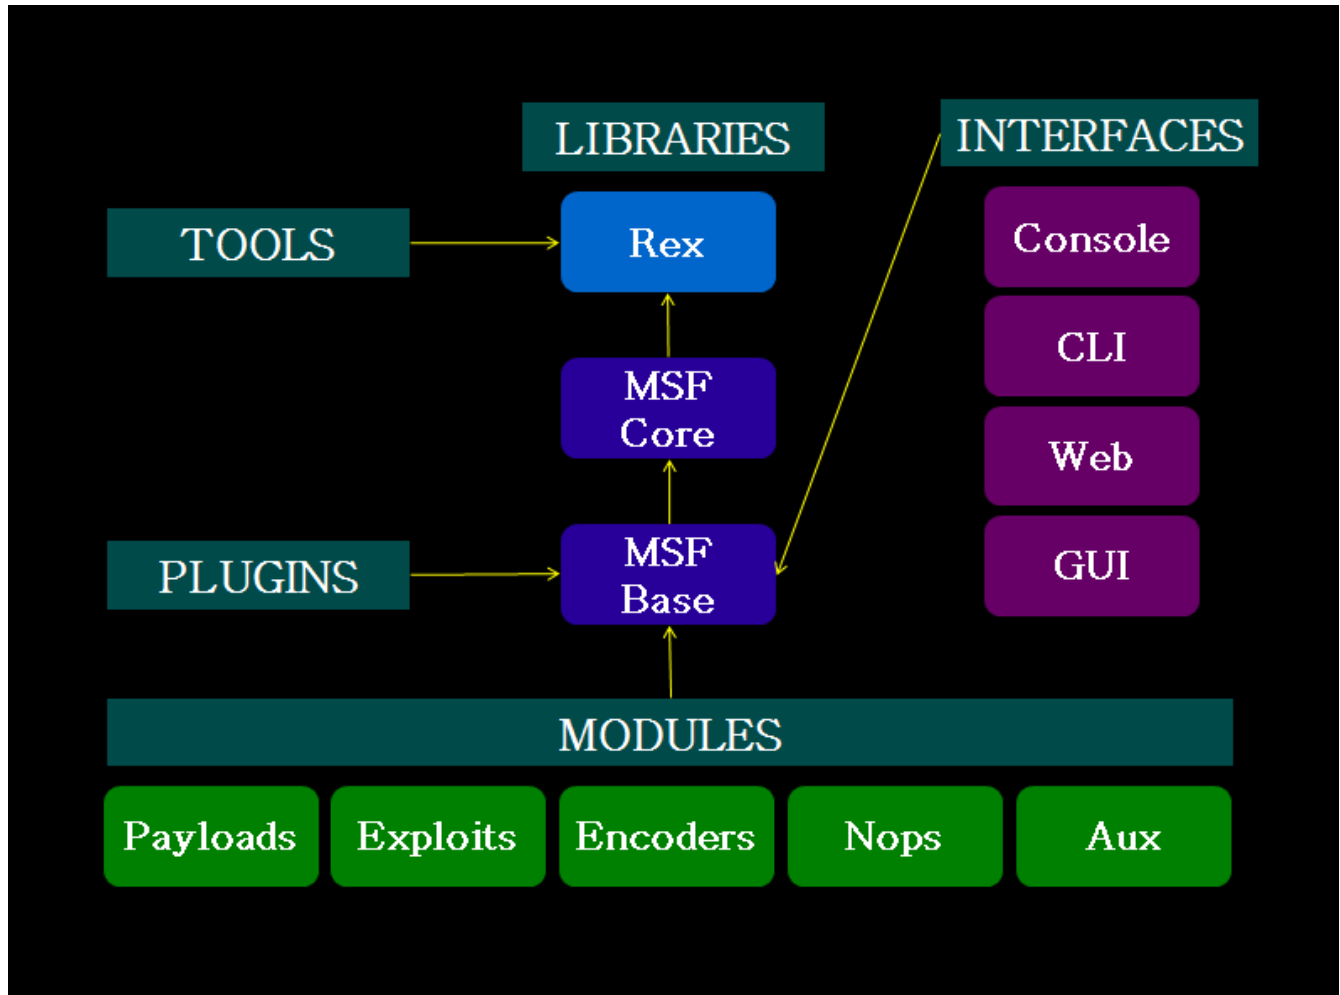 LIBRARIES
INTERFACES
TOOLS
Rex
Console
CLI
MSF
Core
Web
PLUGINS
MSF
Base
GUI
MODULES
Payloads
Exploits
Encoders
Nops
Aux